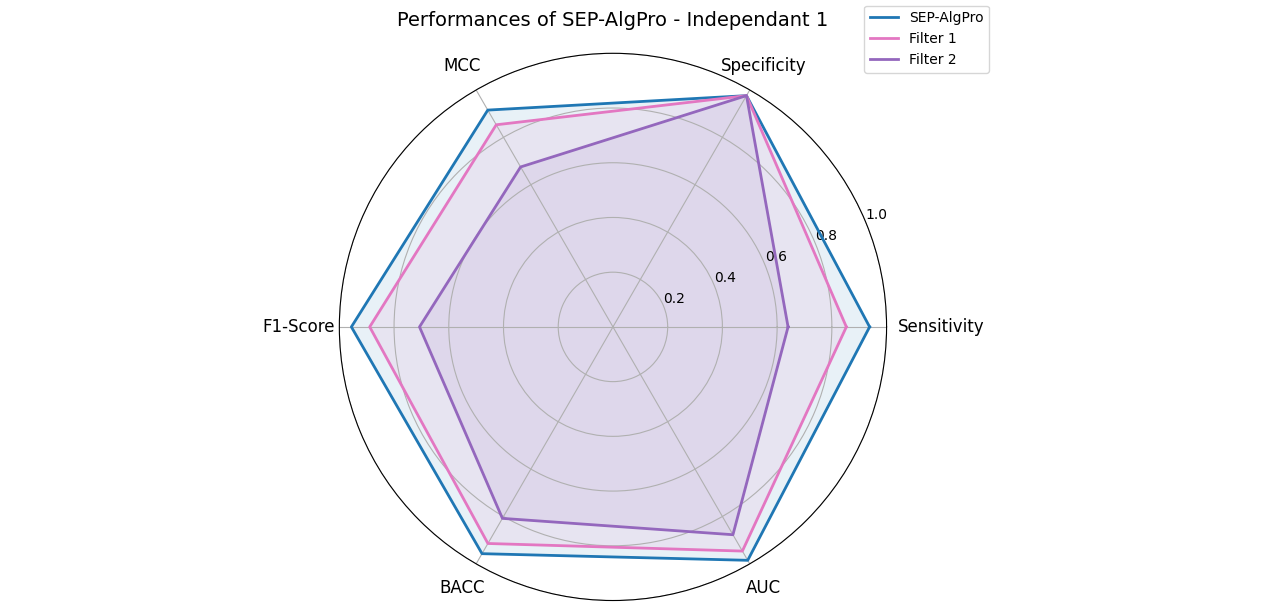 Performances of SEP-AlgPro - Independant 1
SEP-AlgPro
Filter 1
Filter 2
MCC
Specificity
1.0
0.8
0.6
0.4
0.2
F1-Score
Sensitivity
BACC
AUC